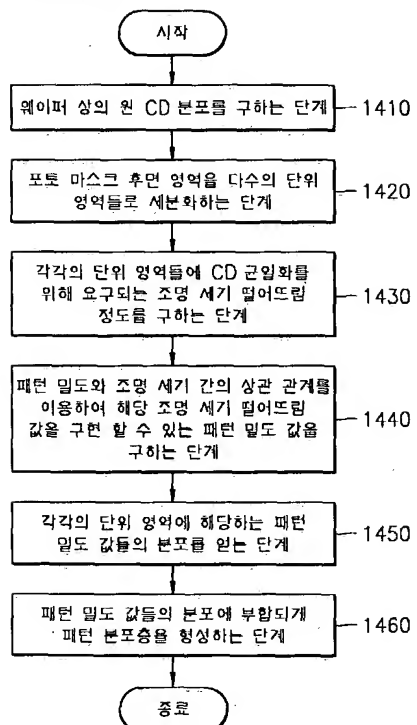 시작
웨이퍼 상의 원 CD 분포를 구하는 단계
1410
포토 마스크 후면 영역을 다수의 단위
영역들로 세분화하는 단계
1420
각각의 단위 영역들에 CD 균일화를
위해 요구되는 조명 세기 떨어뜨림
정도를 구하는 단계
1430
패턴 밀도와 조명 세기 간의 상관 관계를
이용하여 해당 조명 세기 떨어뜨림
값을 구현 할 수 있는 패턴 밀도 값을
구하는 단계
1440
각각의 단위 영역에 해당하는 패턴
밀도 값들의 분포를 얻는 단계
1450
패턴 밀도 값들의 분포에 부합되게
패턴 분포층을 형성하는 단계
1460
종료